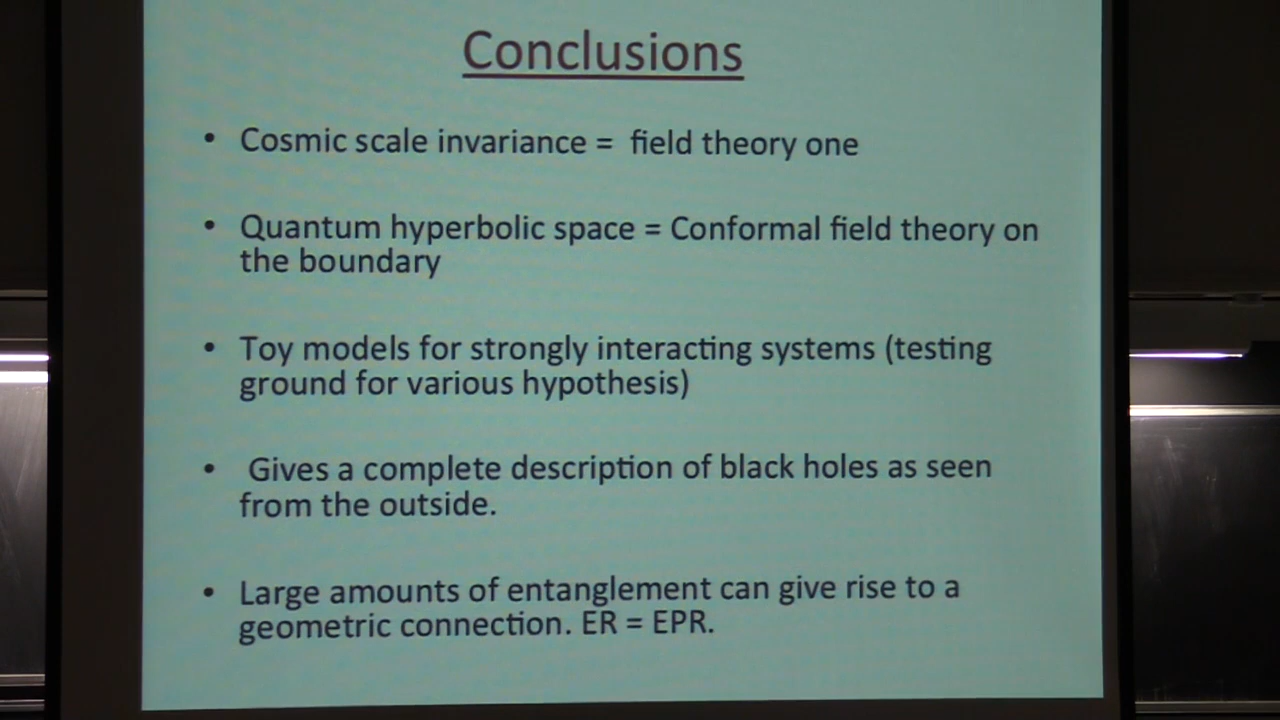 Conclusions
• Cosmic scale invariance = field theory one
• Quantum hyperbolic space = Conformal field theory on
the boundary
• Toy models for strongly interacting systems (testing
ground for various hypothesis)
• Gives a complete description of black holes as seen
from the outside.
• Large amounts of entanglement can give rise to a
geometric connection. ER = EPR.